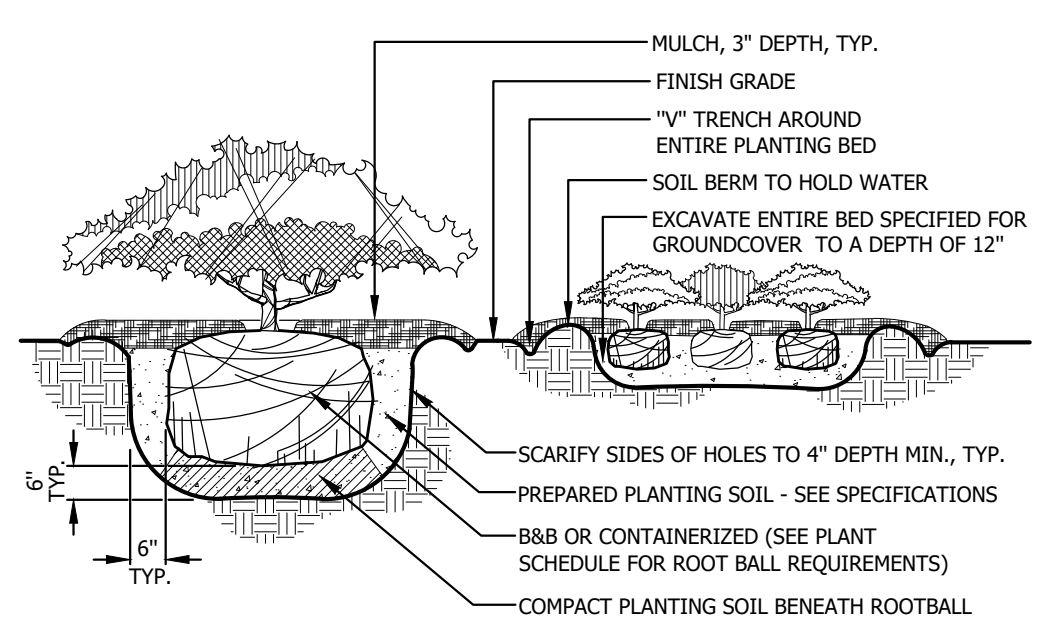 MULCH, 3" DEPTH, TYP.
FINISH GRADE
"V" TRENCH AROUND
ENTIRE PLANTING BED
SOIL BERM TO HOLD WATER
EXCAVATE ENTIRE BED SPECIFIED FOR
GROUNDCOVER TO A DEPTH OF 12"
SCARIFY SIDES OF HOLES TO 4" DEPTH MIN., TYP.
PREPARED PLANTING SOIL - SEE SPECIFICATIONS
B&B OR CONTAINERIZED (SEE PLANT
SCHEDULE FOR ROOT BALL REQUIREMENTS)
COMPACT PLANTING SOIL BENEATH ROOTBALL
6"
TYP.
6"
TYP.